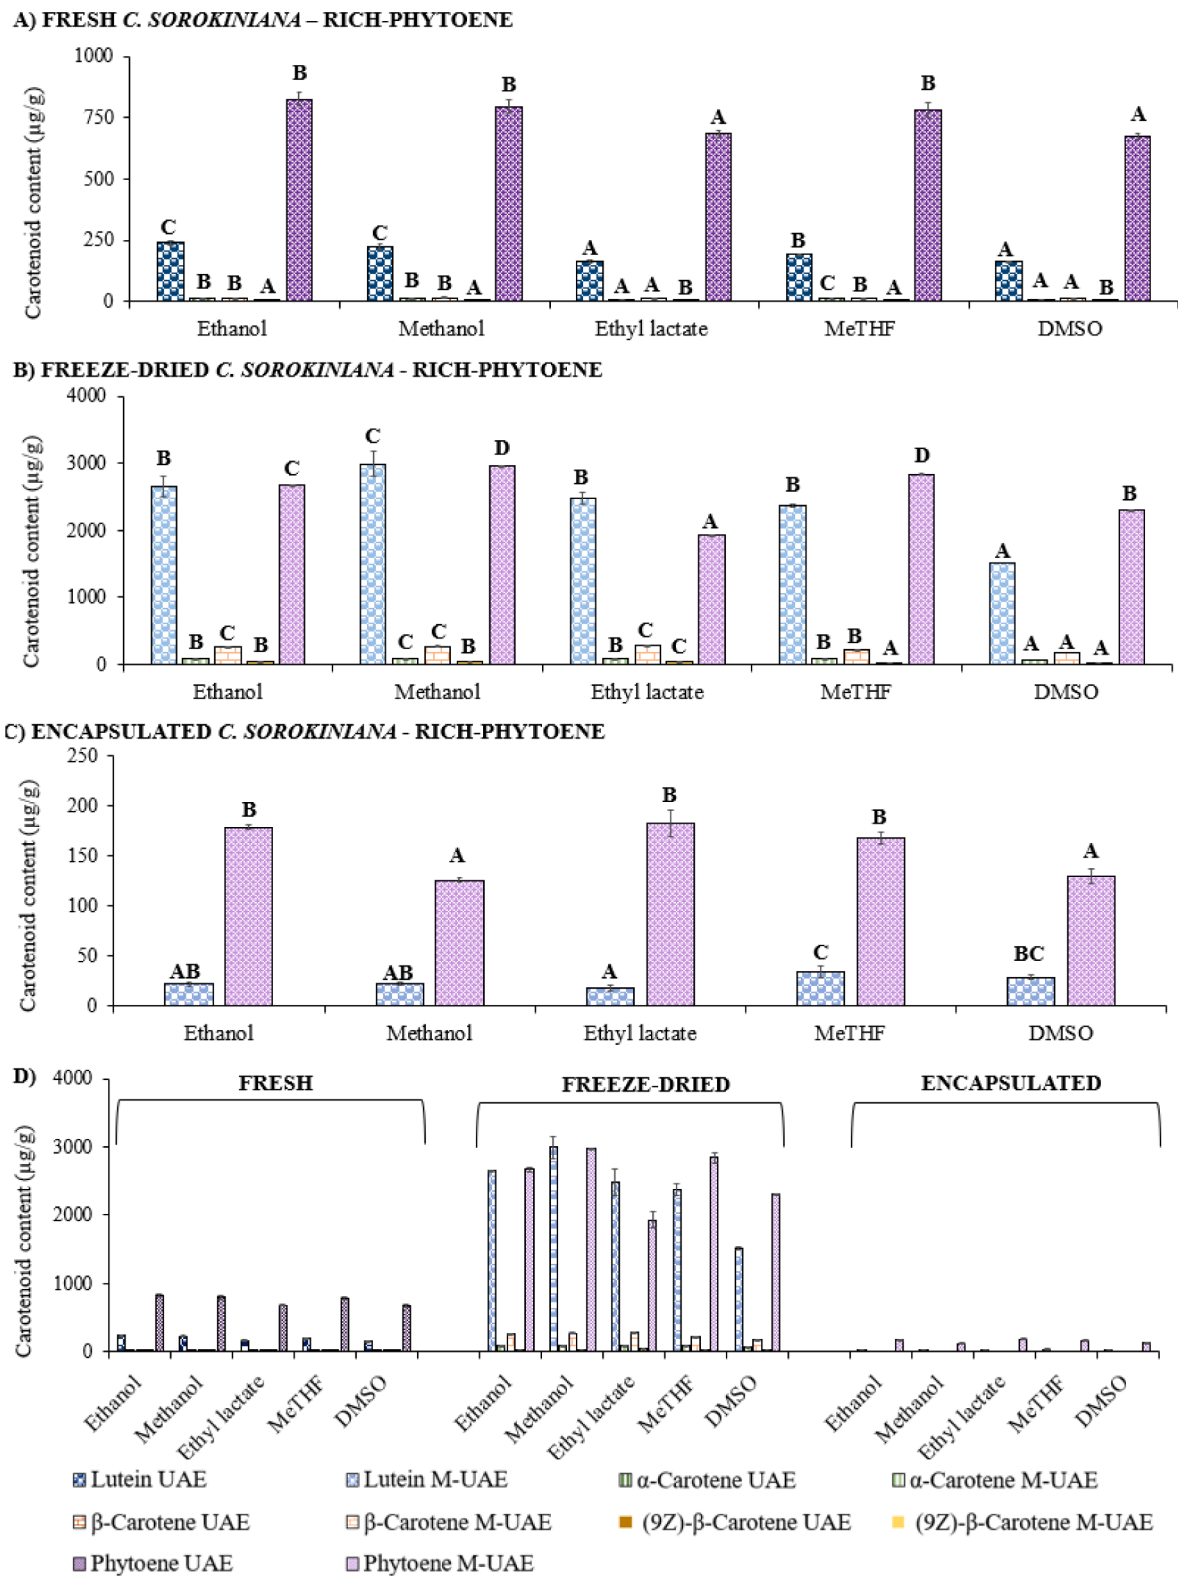 A) FRESH C. SOROKINIANA – RICH-PHYTOENE
Carotenoid content (µg/g)
1000
750
500
250
0
C B B A B
C B B A B
A A A B A
B C B A B
A A A B A
Ethanol Methanol Ethyl lactate MeTHF DMSO
B) FREEZE-DRIED C. SOROKINIANA - RICH-PHYTOENE
Carotenoid content (µg/g)
4000
3000
2000
1000
0
B B C B C
C C C B D
B B C C A
B B B A D
A A A A B
Ethanol Methanol Ethyl lactate MeTHF DMSO
C) ENCAPSULATED C. SOROKINIANA - RICH-PHYTOENE
Carotenoid content (µg/g)
250
200
150
100
50
0
AB B
AB A
A B
C B
BC A
Ethanol Methanol Ethyl lactate MeTHF DMSO
D)
Carotenoid content (µg/g)
4000
3000
2000
1000
0
FRESH FREEZE-DRIED ENCAPSULATED
Ethanol Methanol Ethyl lactate MeTHF DMSO Ethanol Methanol Ethyl lactate MeTHF DMSO Ethanol Methanol Ethyl lactate MeTHF DMSO
Lutein UAE Lutein M-UAE α-Carotene UAE α-Carotene M-UAE
β-Carotene UAE β-Carotene M-UAE (9Z)-β-Carotene UAE (9Z)-β-Carotene M-UAE
Phytoene UAE Phytoene M-UAE